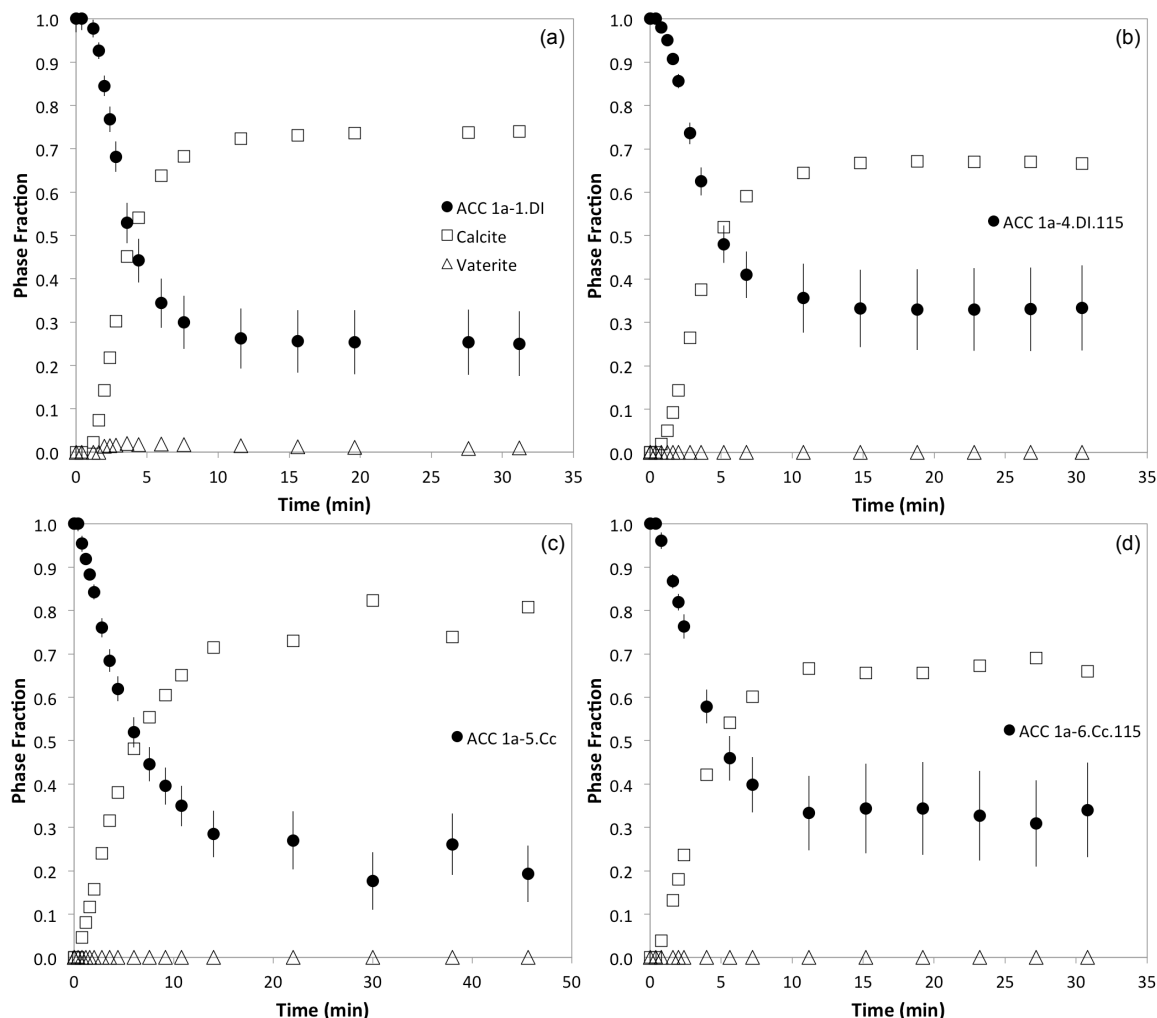 (a)
1.0
0.9
0.8
0.7
0.6
0.5
0.4
0.3
0.2
0.1
0.0
Phase Fraction
ACC 1a-1.DI
Calcite
Vaterite
0 5 10 15 20 25 30 35
Time (min)
(b)
1.0
0.9
0.8
0.7
0.6
0.5
0.4
0.3
0.2
0.1
0.0
Phase Fraction
ACC 1a-4.DI.115
0 5 10 15 20 25 30 35
Time (min)
(c)
1.0
0.9
0.8
0.7
0.6
0.5
0.4
0.3
0.2
0.1
0.0
Phase Fraction
ACC 1a-5.Cc
0 10 20 30 40 50
Time (min)
(d)
1.0
0.9
0.8
0.7
0.6
0.5
0.4
0.3
0.2
0.1
0.0
Phase Fraction
ACC 1a-6.Cc.115
0 5 10 15 20 25 30 35
Time (min)